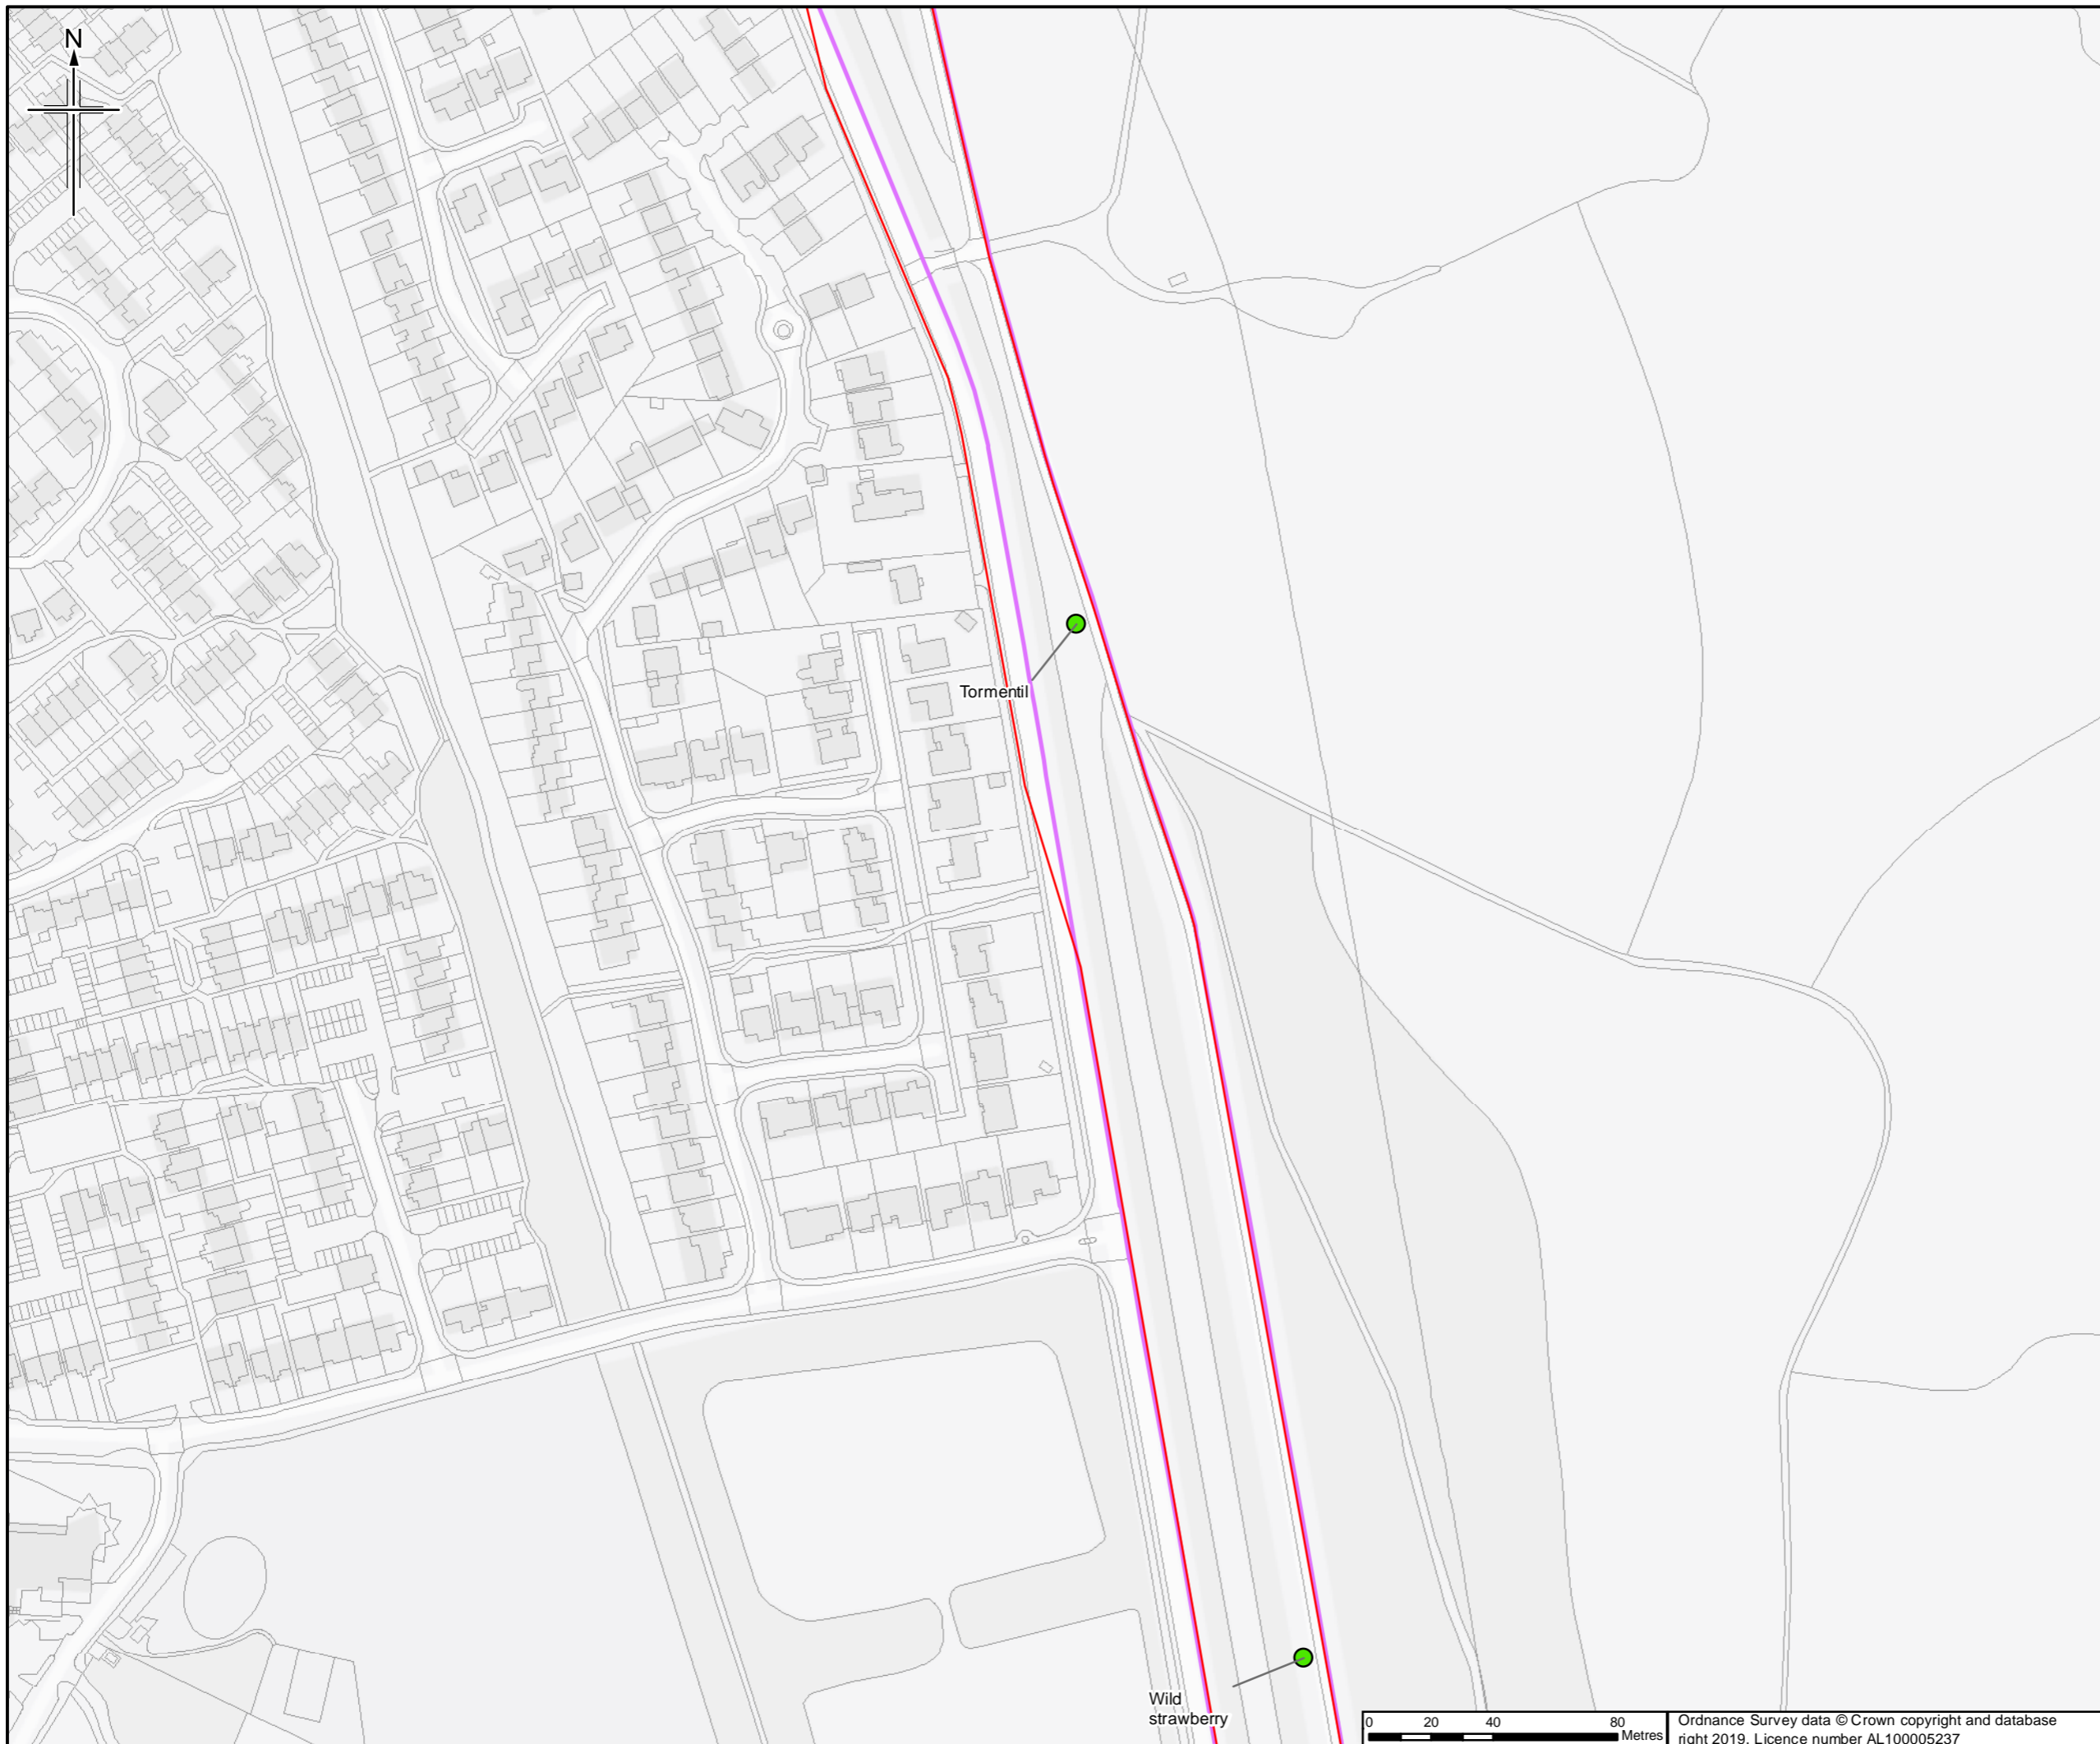 N
Tormentil
Wild
strawberry
0 20 40 80
Metres
Ordnance Survey data © Crown copyright and database
right 2019. Licence number AL100005237